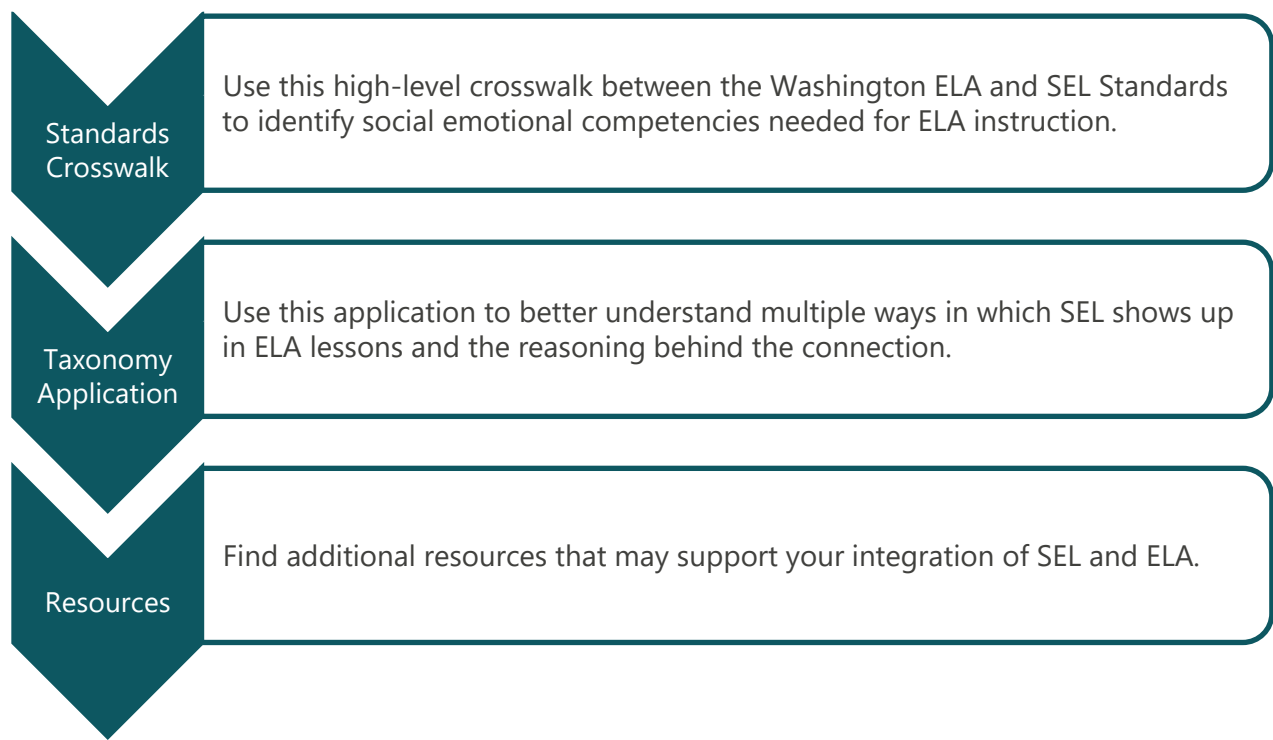 Standards
Crosswalk
Use this high-level crosswalk between the Washington ELA and SEL Standards
to identify social emotional competencies needed for ELA instruction.
Taxonomy
Application
Use this application to better understand multiple ways in which SEL shows up
in ELA lessons and the reasoning behind the connection.
Resources
Find additional resources that may support your integration of SEL and ELA.